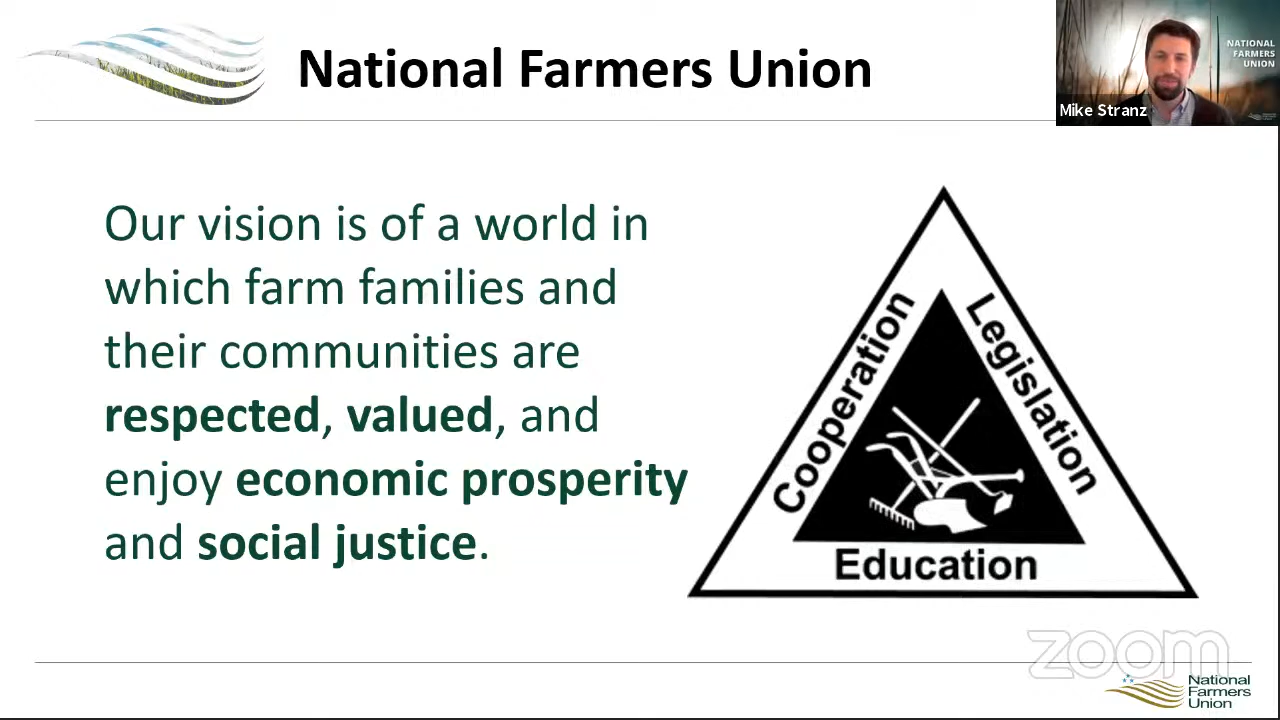 National Farmers Union
NATIONAL
FARMERS
UNION
Mike Stranz
Our vision is of a world in
which farm families and
their communities are
respected, valued, and
enjoy economic prosperity
and social justice.
Cooperation
Legislation
Education
zoom
National
Farmers
Union